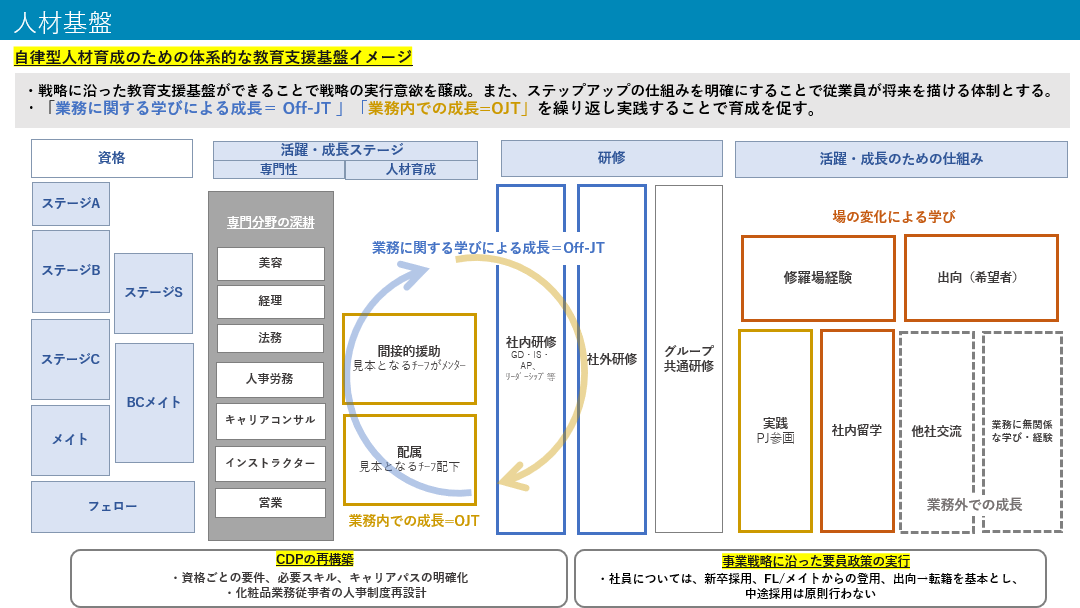 人材基盤
自律型人材育成のための体系的な教育支援基盤イメージ
・戦略に沿った教育支援基盤ができることで戦略の実行意欲を醸成。また、ステップアップの仕組みを明確にすることで従業員が将来を描ける体制とする。
・「業務に関する学びによる成長＝ Off-JT 」「業務内での成長=OJT」を繰り返し実践することで育成を促す。
資格
ステージA
ステージB
ステージS
ステージC
BCメイト
メイト
フェロー
活躍・成長ステージ
専門性
人材育成
専門分野の深耕
美容
経理
法務
人事労務
キャリアコンサル
インストラクター
営業
業務に関する学びによる成長＝Off-JT
間接的援助
見本となるﾁｰﾌがﾒﾝﾀｰ
配属
見本となるﾁｰﾌ配下
業務内での成長=OJT
研修
社内研修
GD・IS・
AP、
ﾘｰﾀﾞｰｼｯﾌﾟ等
社外研修
グループ
共通研修
活躍・成長のための仕組み
場の変化による学び
修羅場経験
出向（希望者）
実践
PJ参画
社内留学
他社交流
業務に無関係
な学び・経験
業務外での成長
CDPの再構築
・資格ごとの要件、必要スキル、キャリアパスの明確化
・化粧品業務従事者の人事制度再設計
事業戦略に沿った要員政策の実行
・社員については、新卒採用、FL/メイトからの登用、出向―転籍を基本とし、
中途採用は原則行わない